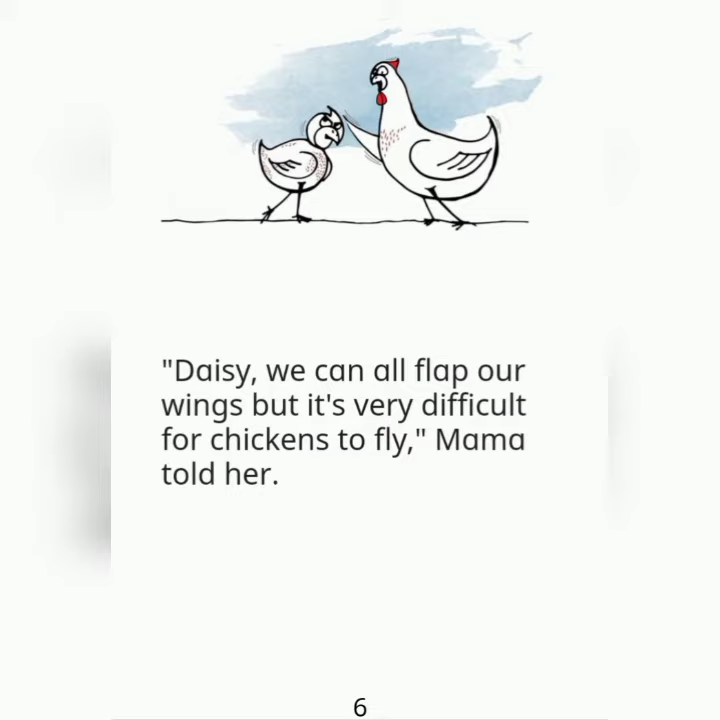 "Daisy, we can all flap our
wings but it's very difficult
for chickens to fly," Mama
told her.
6